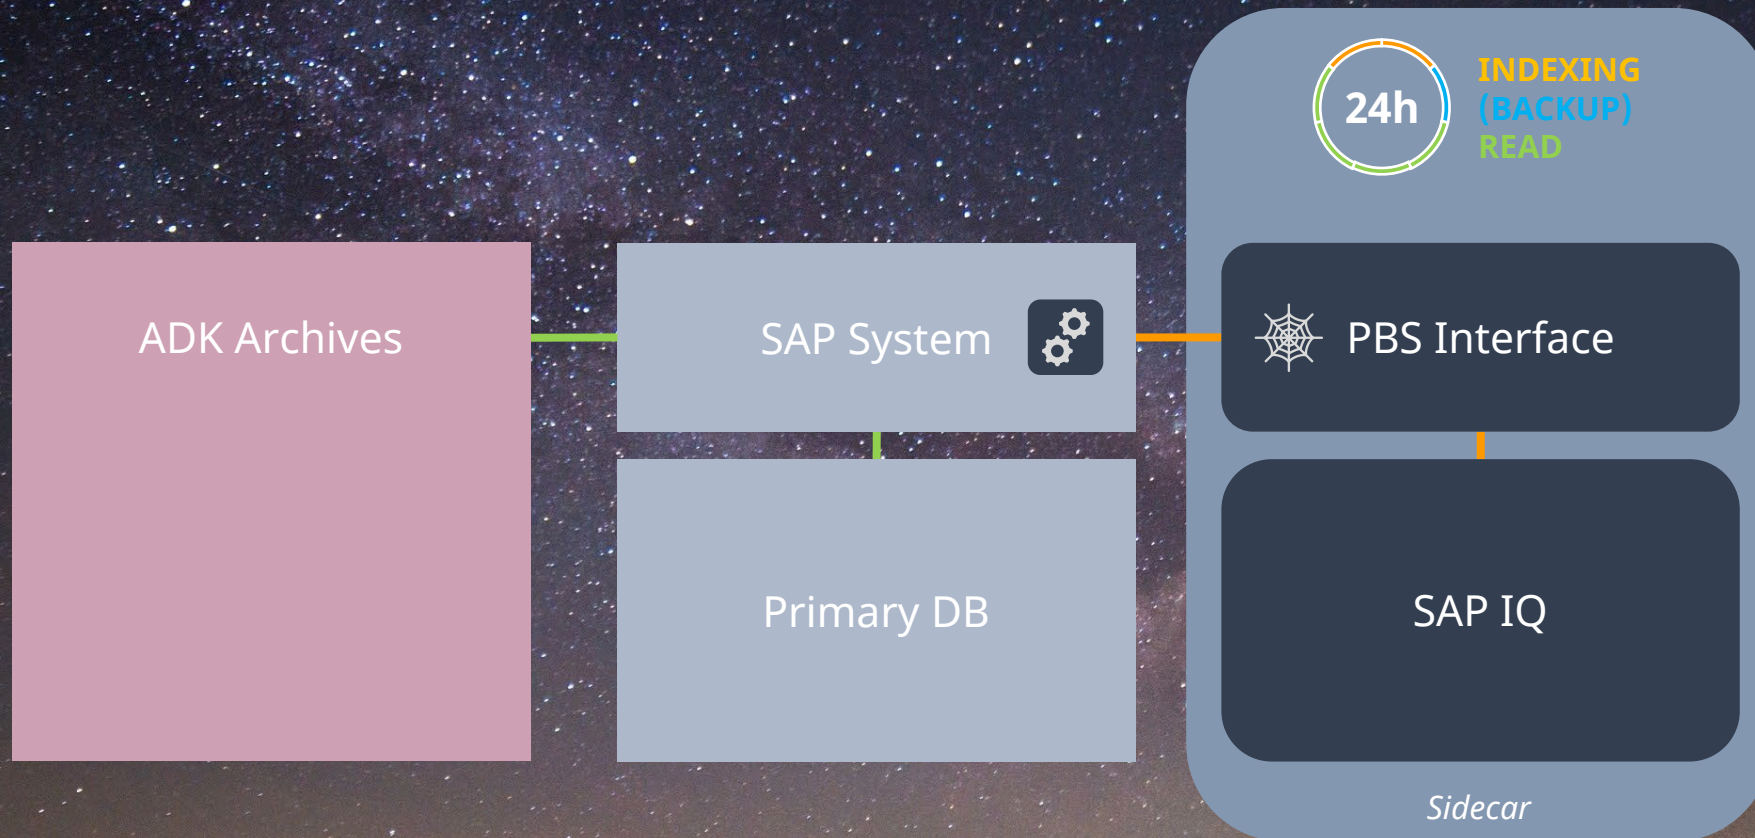 24h
INDEXING
(BACKUP)
READ
ADK Archives
SAP System
PBS Interface
Primary DB
SAP IQ
Sidecar